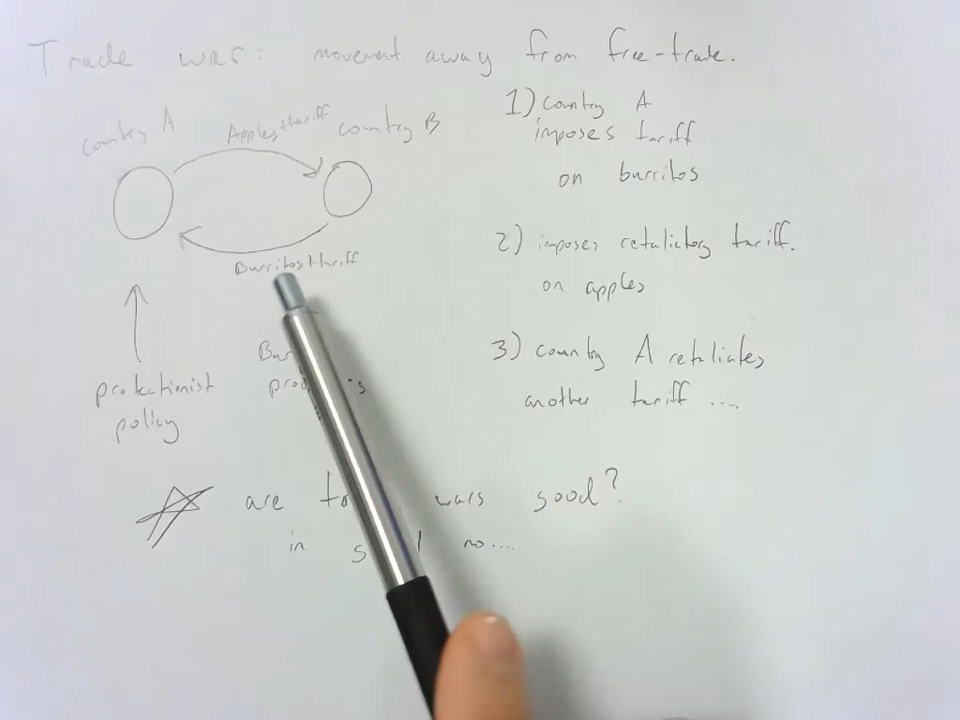 Trade war: movement away from free-trade.
country A
Apples + tariff
country B
Burritos + tariff
protectionist
policy
1) country A
imposes tariff
on burritos
2) imposes retaliatory tariff.
on apples
3) country A retaliates
another tariff ....
are wars good?
in no.....